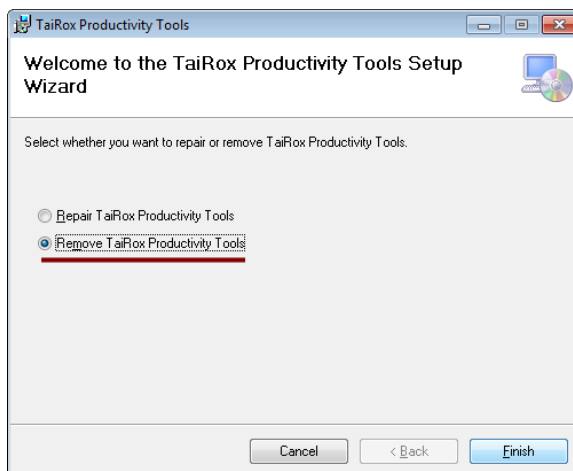 TaiRox Productivity Tools
Welcome to the TaiRox Productivity Tools Setup
Wizard
Select whether you want to repair or remove TaiRox Productivity Tools.
Repair TaiRox Productivity Tools
Remove TaiRox Productivity Tools
Cancel
< Back
Finish